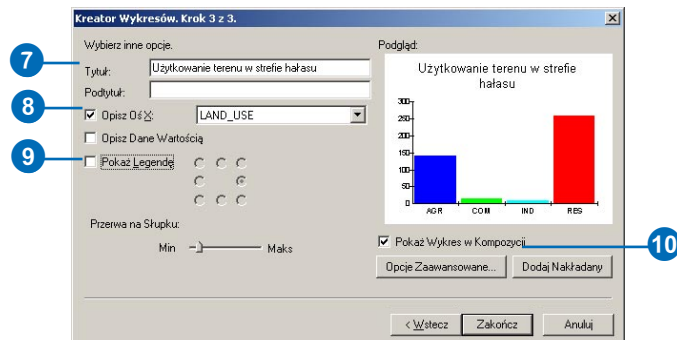 Kreator Wykresów. Krok 3 z 3.
Wybierz inne opcje.
7
Tytuł: Użytkowanie terenu w strefie hałasu
Podtytuł:
8
Opisz Oś X: LAND_USE
Opisz Dane Wartością
9
Pokaż Legendę
Przerwa na Słupku:
Min Maks
Podgląd:
Użytkowanie terenu w strefie
hałasu
300
250
200
150
100
50
0
AGR COM IND RES
Pokaż Wykres w Kompozycji
10
Opcje Zaawansowane... Dodaj Nakładany
< Wstecz Zakończ Anuluj